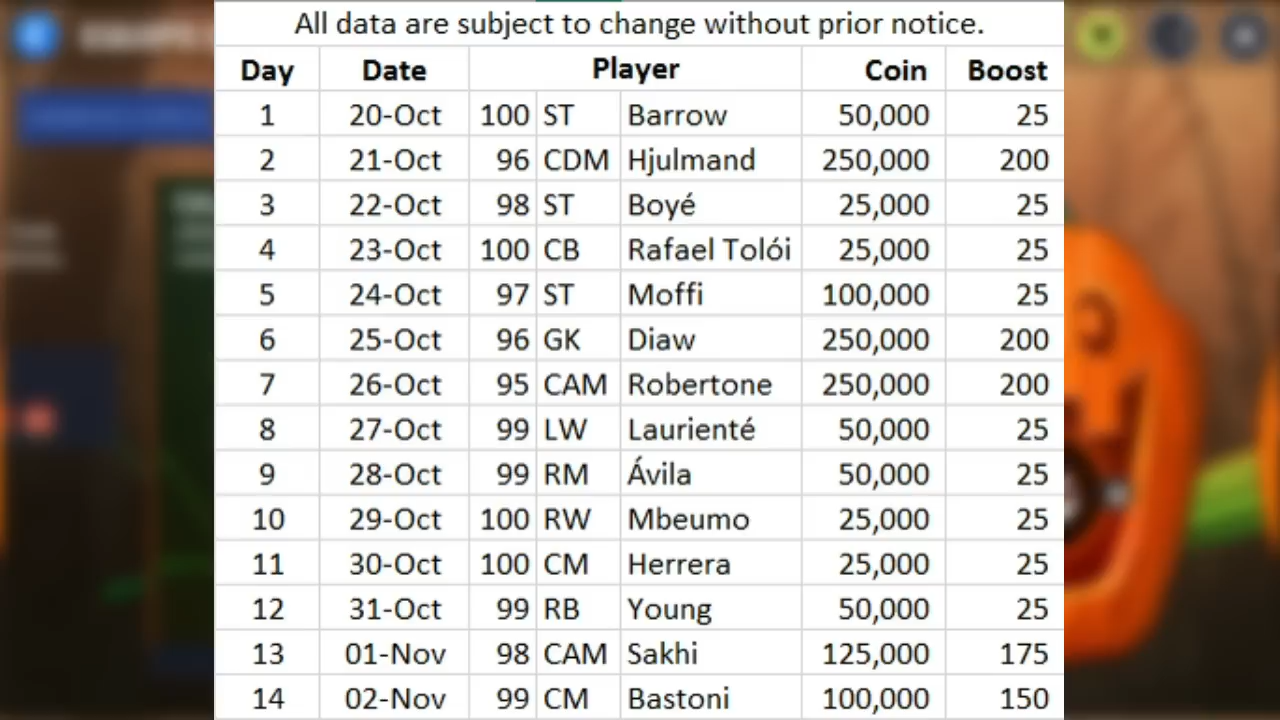 All data are subject to change without prior notice.
Day Date Player Coin Boost
1 20-Oct 100 ST Barrow 50,000 25
2 21-Oct 96 CDM Hjulmand 250,000 200
3 22-Oct 98 ST Boyé 25,000 25
4 23-Oct 100 CB Rafael Tolói 25,000 25
5 24-Oct 97 ST Moffi 100,000 25
6 25-Oct 96 GK Diaw 250,000 200
7 26-Oct 95 CAM Robertone 250,000 200
8 27-Oct 99 LW Laurienté 50,000 25
9 28-Oct 99 RM Ávila 50,000 25
10 29-Oct 100 RW Mbeumo 25,000 25
11 30-Oct 100 CM Herrera 25,000 25
12 31-Oct 99 RB Young 50,000 25
13 01-Nov 98 CAM Sakhi 125,000 175
14 02-Nov 99 CM Bastoni 100,000 150